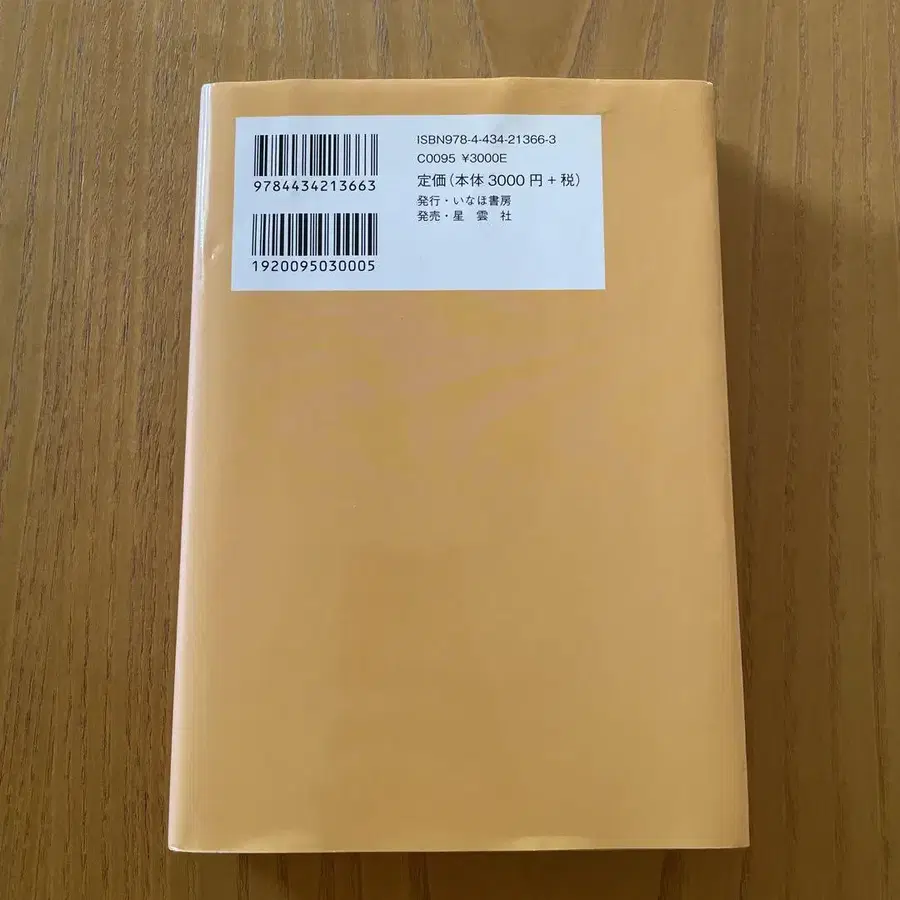 ISBN978-4-434-21366-3
C0095 ¥3000E
定価(本体3000円+税)
発行・いなほ書房
発売・星 雲 社
9784434213663
1920095030005